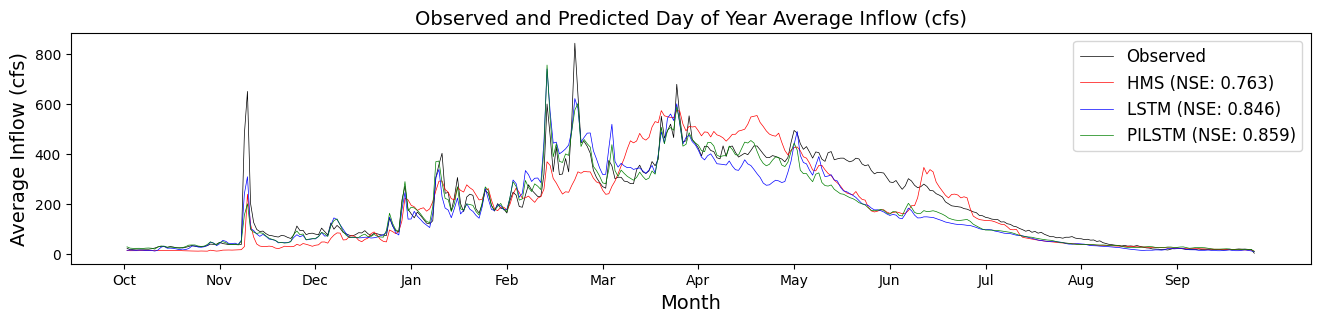 Observed and Predicted Day of Year Average Inflow (cfs)
Average Inflow (cfs)
800
600
400
200
0
Observed
HMS (NSE: 0.763)
LSTM (NSE: 0.846)
PILSTM (NSE: 0.859)
Oct Nov Dec Jan Feb Mar Apr May Jun Jul Aug Sep
Month